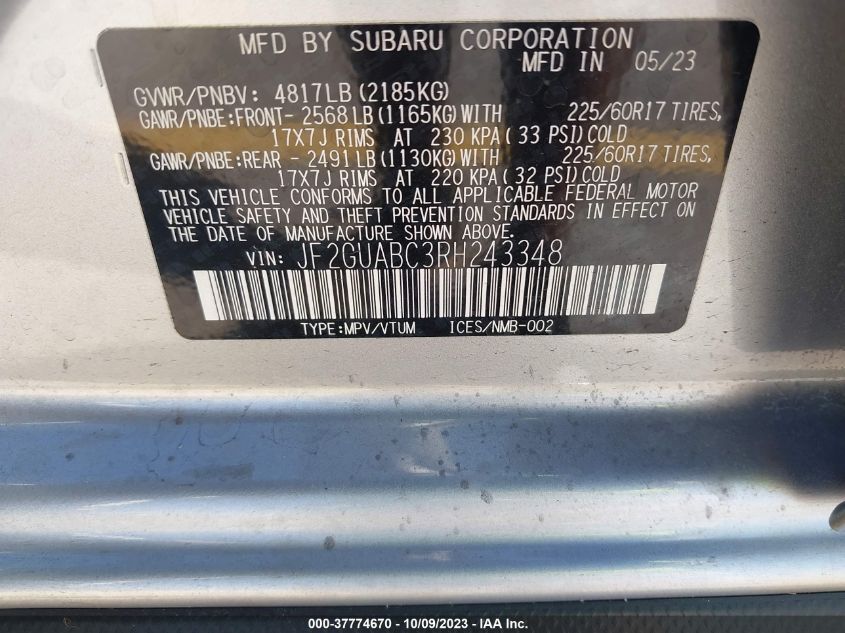 MFD BY SUBARU CORPORATION
MFD IN 05/23
GVWR/PNBV: 4817LB(2185KG)
GAWR/PNBE:FRONT- 2568LB(1165KG)WITH 225/60R17 TIRES,
17X7J RIMS AT 230 KPA( 33 PSI)COLD
GAWR/PNBE:REAR - 2491LB(1130KG)WITH 225/60R17 TIRES,
17X7J RIMS AT 220 KPA( 32 PSI)COLD
THIS VEHICLE CONFORMS TO ALL APPLICABLE FEDERAL MOTOR
VEHICLE SAFETY AND THEFT PREVENTION STANDARDS IN EFFECT ON
THE DATE OF MANUFACTURE SHOWN ABOVE.
VIN: JF2GUABC3RH243348
TYPE:MPV/VTUM ICES/NMB-002
000-37774670 - 10/09/2023 - IAA Inc.